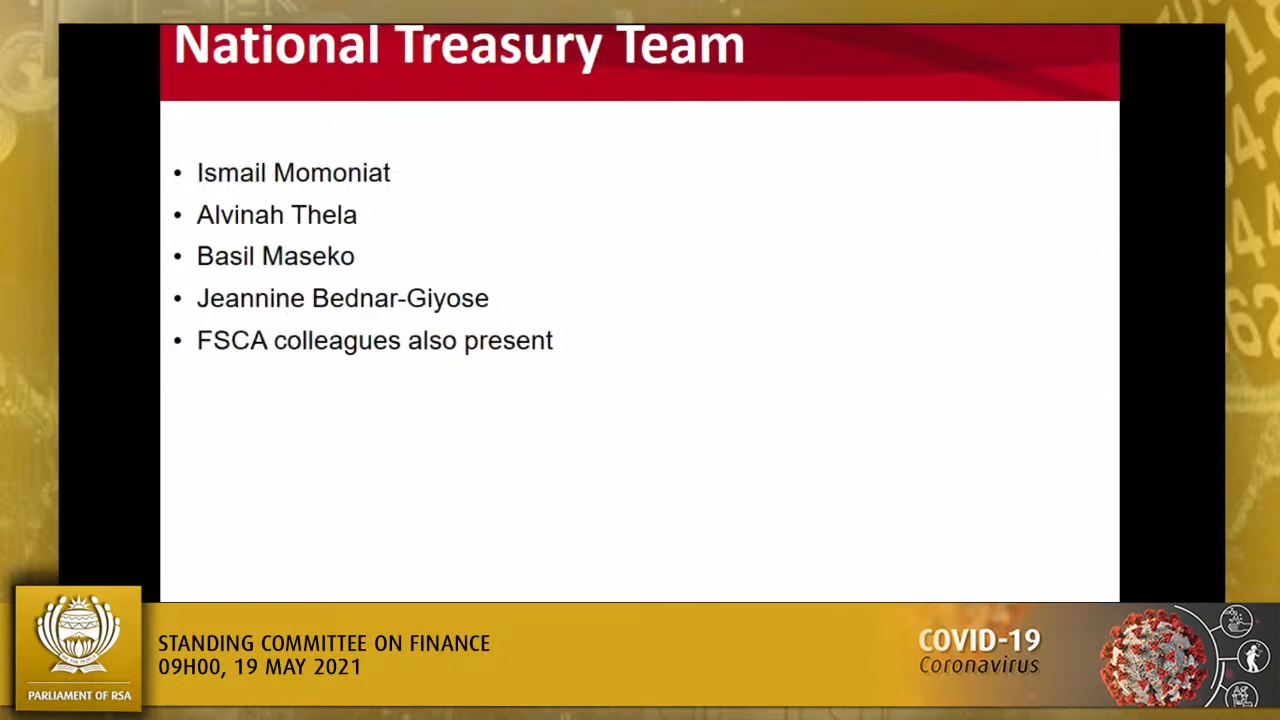 National Treasury Team
• Ismail Momoniat
• Alvinah Thela
• Basil Maseko
• Jeannine Bednar-Giyose
• FSCA colleagues also present
STANDING COMMITTEE ON FINANCE
09H00, 19 MAY 2021
PARLIAMENT OF RSA
COVID-19
Coronavirus